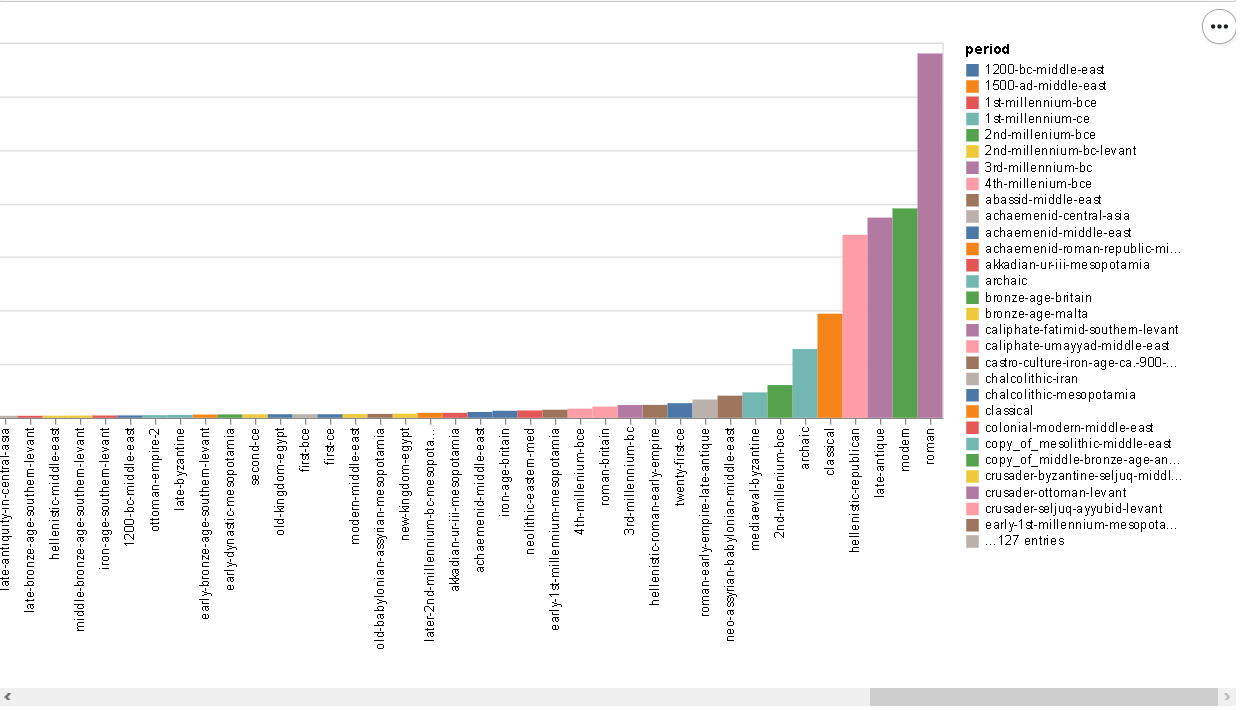 period
1200-bc-middle-east
1500-ad-middle-east
1st-millennium-bce
1st-millennium-ce
2nd-millenium-bce
2nd-millennium-bc-levant
3rd-millennium-bc
4th-millenium-bce
abassid-middle-east
achaemenid-central-asia
achaemenid-middle-east
achaemenid-roman-republic-mi...
akkadian-ur-iii-mesopotamia
archaic
bronze-age-britain
bronze-age-malta
caliphate-fatimid-southern-levant
caliphate-umayyad-middle-east
castro-culture-iron-age-ca.-900-...
chalcolithic-iran
chalcolithic-mesopotamia
classical
colonial-modern-middle-east
copy_of_mesolithic-middle-east
copy_of_middle-bronze-age-an...
crusader-byzantine-seljuq-middl...
crusader-ottoman-levant
crusader-seljuq-ayyubid-levant
early-1st-millennium-mesopota...
...127 entries
late-antiquity-in-central-asia
late-bronze-age-southern-levant
hellenistic-middle-east
middle-bronze-age-southern-levant
iron-age-southern-levant
1200-bc-middle-east
ottoman-empire-2
late-byzantine
early-bronze-age-southern-levant
early-dynastic-mesopotamia
second-ce
old-kingdom-egypt
first-bce
first-ce
modern-middle-east
old-babylonian-assyrian-mesopotamia
new-kingdom-egypt
later-2nd-millennium-bc-mesopota...
akkadian-ur-iii-mesopotamia
achaemenid-middle-east
iron-age-britain
neolithic-eastern-med
early-1st-millennium-mesopotamia
4th-millenium-bce
roman-britain
3rd-millennium-bc
hellenistic-roman-early-empire
twenty-first-ce
roman-early-empire-late-antique
neo-assyrian-babylonian-middle-east
mediaeval-byzantine
2nd-millenium-bce
archaic
classical
hellenistic-republican
late-antique
modern
roman